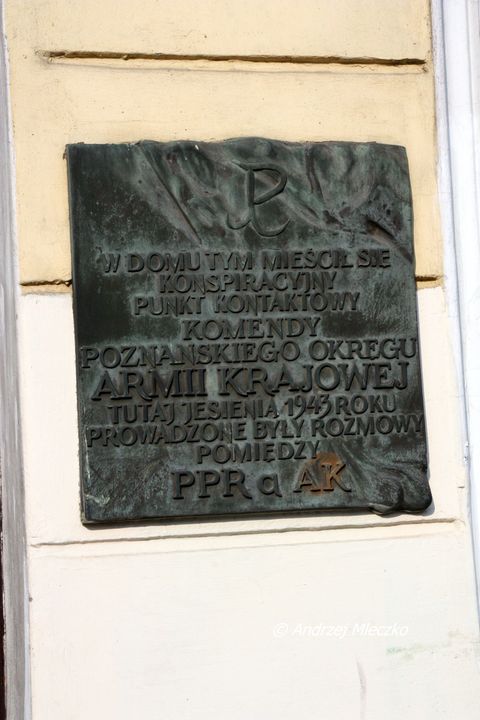 W DOMU TYM MIEŚCIŁ SIĘ
KONSPIRACYJNY
PUNKT KONTAKTOWY
KOMENDY
POZNAŃSKIEGO OKRĘGU
ARMII KRAJOWEJ
TUTAJ JESIENIĄ 1943 ROKU
PROWADZONE BYŁY ROZMOWY
POMIĘDZY
PPR a AK
© Andrzej Mleczko